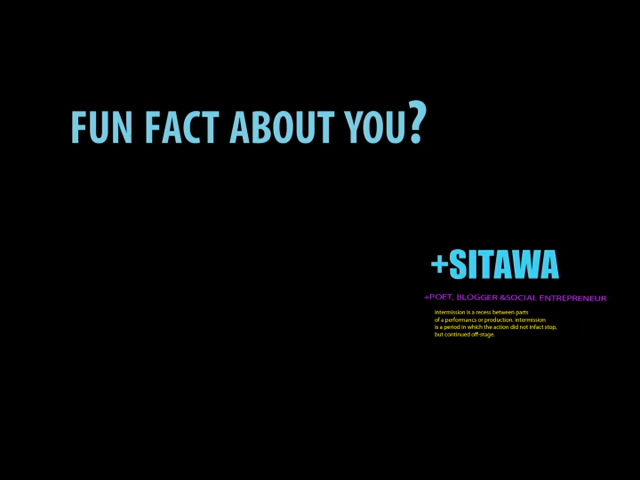 FUN FACT ABOUT YOU?
+SITAWA
+POET, BLOGGER &SOCIAL ENTREPRENEUR
Intermission is a recess between parts
of a performancs or production. intermission
is a period in which the action did not infact stop,
but continued off-stage.